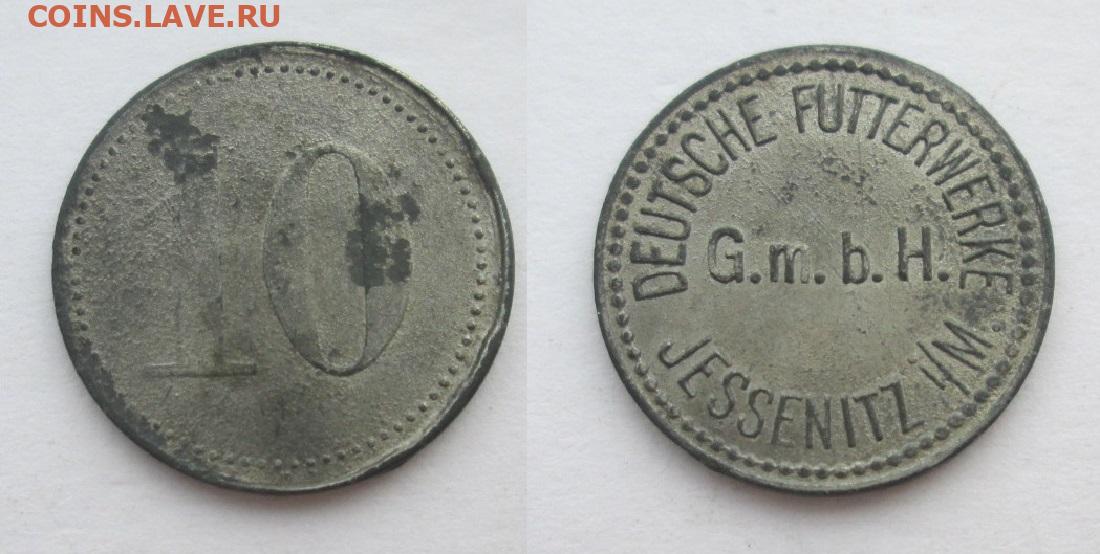 COINS.LAVE.RU
10
DEUTSCHE FUTTERWERKE
G.m.b.H.
JESSENITZ i/M.